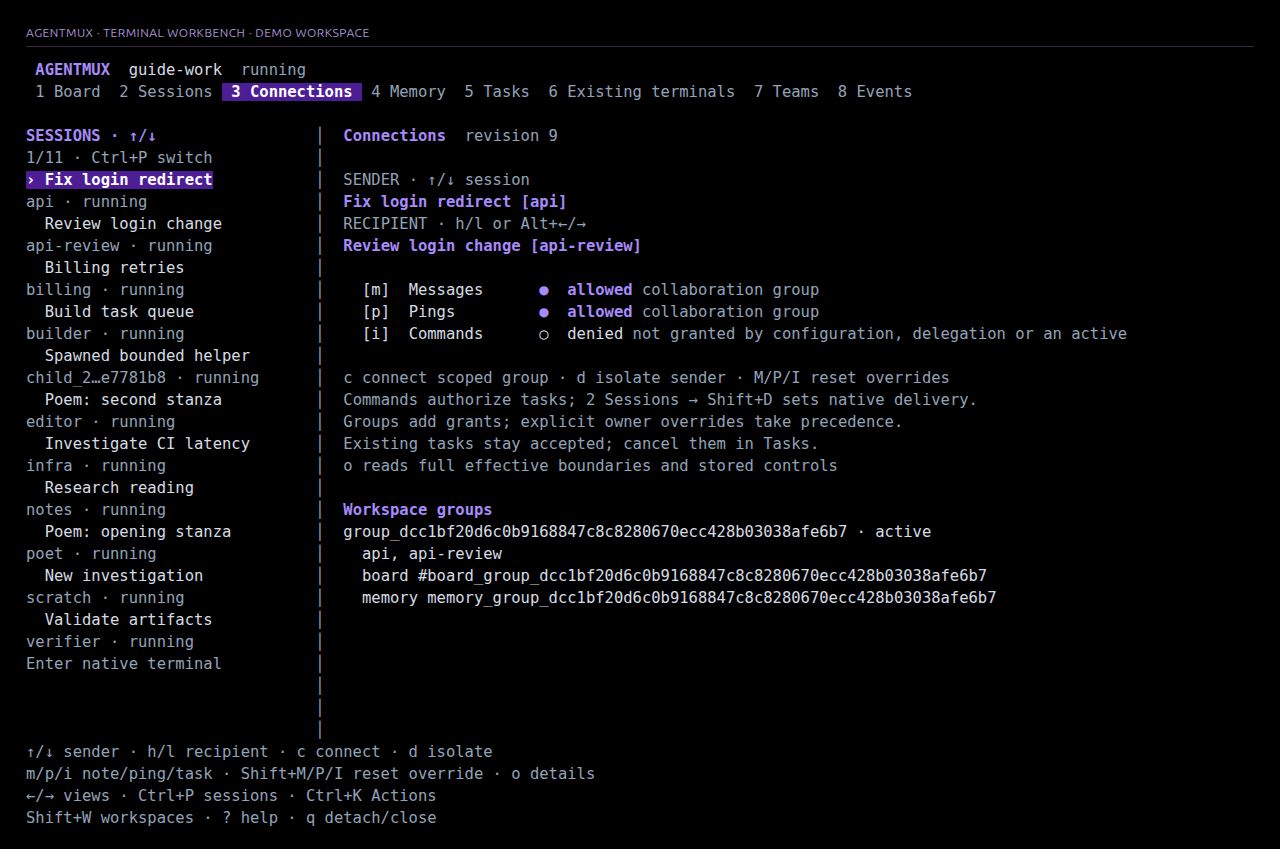 AGENTMUX · TERMINAL WORKBENCH · DEMO WORKSPACE
AGENTMUX guide-work running
1 Board 2 Sessions 3 Connections 4 Memory 5 Tasks 6 Existing terminals 7 Teams 8 Events
SESSIONS · ↑/↓
1/11 · Ctrl+P switch
› Fix login redirect
api · running
Review login change
api-review · running
Billing retries
billing · running
Build task queue
builder · running
Spawned bounded helper
child_2…e7781b8 · running
Poem: second stanza
editor · running
Investigate CI latency
infra · running
Research reading
notes · running
Poem: opening stanza
poet · running
New investigation
scratch · running
Validate artifacts
verifier · running
Enter native terminal
Connections revision 9
SENDER · ↑/↓ session
Fix login redirect [api]
RECIPIENT · h/l or Alt+←/→
Review login change [api-review]
[m] Messages ● allowed collaboration group
[p] Pings ● allowed collaboration group
[i] Commands ○ denied not granted by configuration, delegation or an active
c connect scoped group · d isolate sender · M/P/I reset overrides
Commands authorize tasks; 2 Sessions → Shift+D sets native delivery.
Groups add grants; explicit owner overrides take precedence.
Existing tasks stay accepted; cancel them in Tasks.
o reads full effective boundaries and stored controls
Workspace groups
group_dcc1bf20d6c0b9168847c8c8280670ecc428b03038afe6b7 · active
api, api-review
board #board_group_dcc1bf20d6c0b9168847c8c8280670ecc428b03038afe6b7
memory memory_group_dcc1bf20d6c0b9168847c8c8280670ecc428b03038afe6b7
↑/↓ sender · h/l recipient · c connect · d isolate
m/p/i note/ping/task · Shift+M/P/I reset override · o details
←/→ views · Ctrl+P sessions · Ctrl+K Actions
Shift+W workspaces · ? help · q detach/close